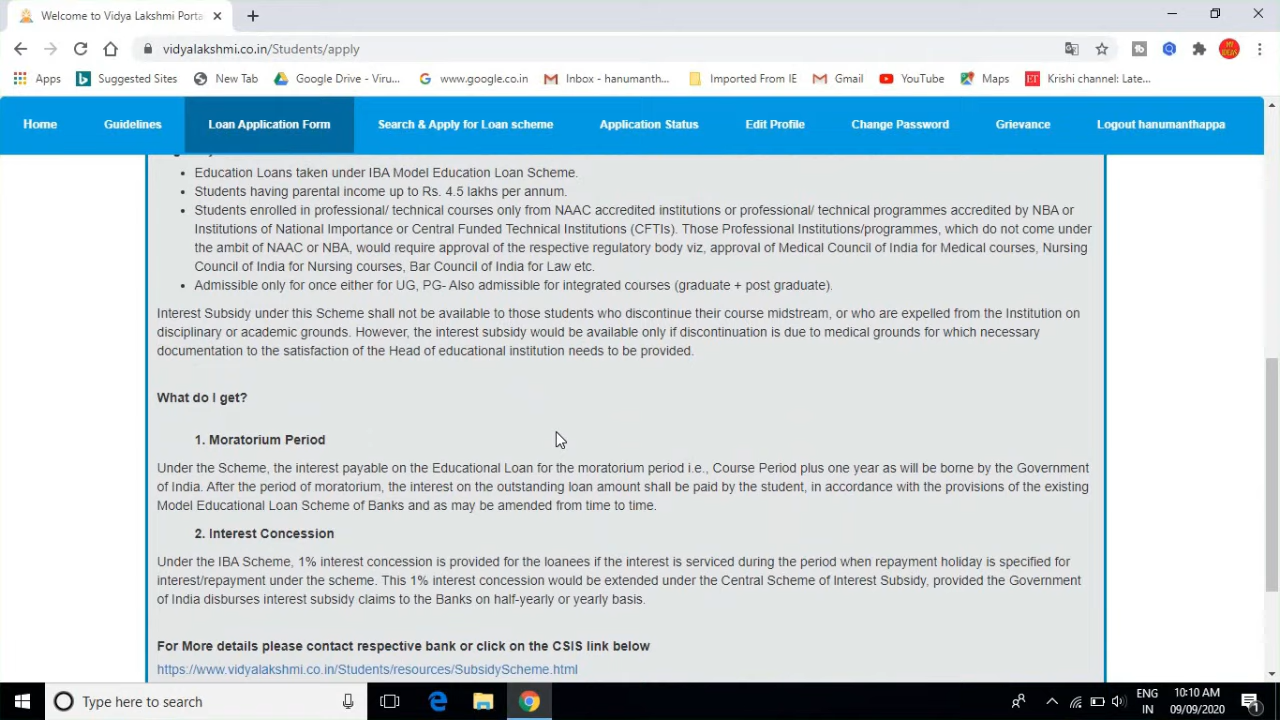 Welcome to Vidya Lakshmi Porta
vidyalakshmi.co.in/Students/apply
MY IDEAS
Apps Suggested Sites New Tab Google Drive - Viru... www.google.co.in Inbox - hanumanth... Imported From IE Gmail YouTube Maps ET Krishi channel: Late...
Home Guidelines Loan Application Form Search & Apply for Loan scheme Application Status Edit Profile Change Password Grievance Logout hanumanthappa
• Education Loans taken under IBA Model Education Loan Scheme.
• Students having parental income up to Rs. 4.5 lakhs per annum.
• Students enrolled in professional/ technical courses only from NAAC accredited institutions or professional/ technical programmes accredited by NBA or
Institutions of National Importance or Central Funded Technical Institutions (CFTIs). Those Professional Institutions/programmes, which do not come under
the ambit of NAAC or NBA, would require approval of the respective regulatory body viz, approval of Medical Council of India for Medical courses, Nursing
Council of India for Nursing courses, Bar Council of India for Law etc.
• Admissible only for once either for UG, PG- Also admissible for integrated courses (graduate + post graduate).
Interest Subsidy under this Scheme shall not be available to those students who discontinue their course midstream, or who are expelled from the Institution on
disciplinary or academic grounds. However, the interest subsidy would be available only if discontinuation is due to medical grounds for which necessary
documentation to the satisfaction of the Head of educational institution needs to be provided.
What do I get?
1. Moratorium Period
Under the Scheme, the interest payable on the Educational Loan for the moratorium period i.e., Course Period plus one year as will be borne by the Government
of India. After the period of moratorium, the interest on the outstanding loan amount shall be paid by the student, in accordance with the provisions of the existing
Model Educational Loan Scheme of Banks and as may be amended from time to time.
2. Interest Concession
Under the IBA Scheme, 1% interest concession is provided for the loanees if the interest is serviced during the period when repayment holiday is specified for
interest/repayment under the scheme. This 1% interest concession would be extended under the Central Scheme of Interest Subsidy, provided the Government
of India disburses interest subsidy claims to the Banks on half-yearly or yearly basis.
For More details please contact respective bank or click on the CSIS link below
https://www.vidyalakshmi.co.in/Students/resources/SubsidyScheme.html
Type here to search
ENG
IN
10:10 AM
09/09/2020
1